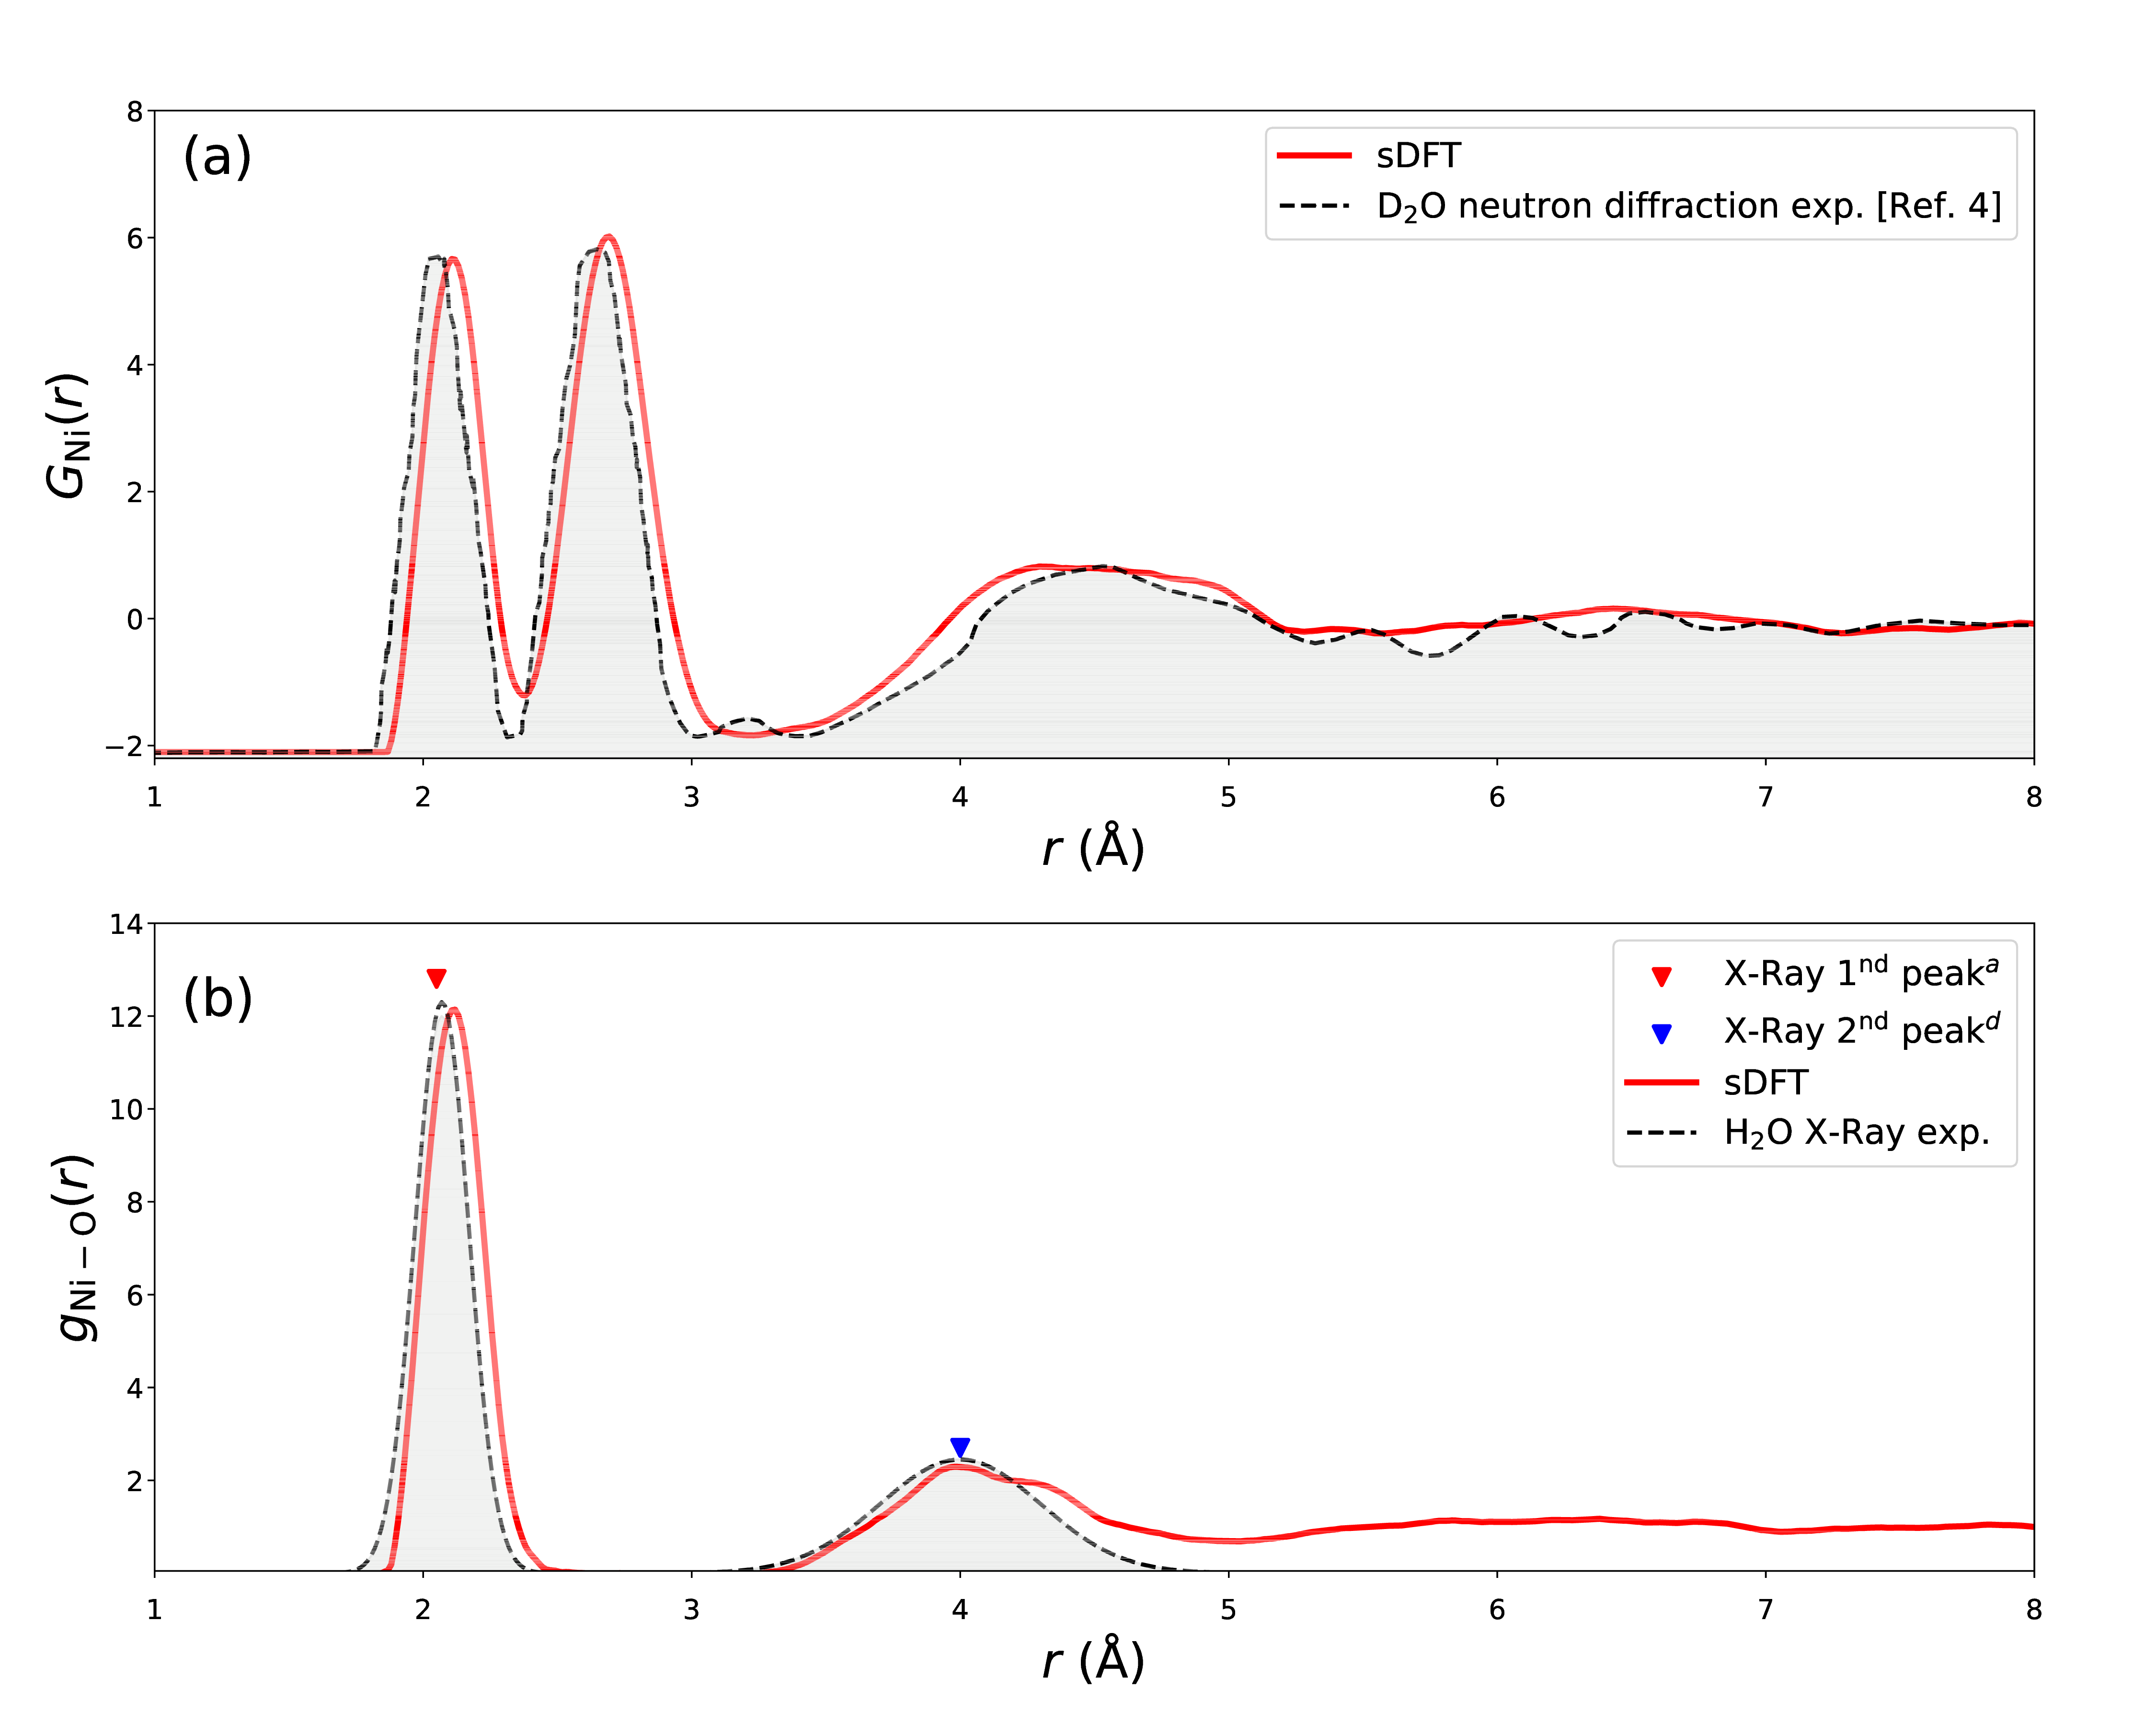 (a)
sDFT
D₂O neutron diffraction exp. [Ref. 4]
8
6
4
2
0
−2
G_Ni(r)
1 2 3 4 5 6 7 8
r (Å)
(b)
X-Ray 1ⁿᵈ peakᵃ
X-Ray 2ⁿᵈ peakᵈ
sDFT
H₂O X-Ray exp.
14
12
10
8
6
4
2
g_Ni−O(r)
1 2 3 4 5 6 7 8
r (Å)